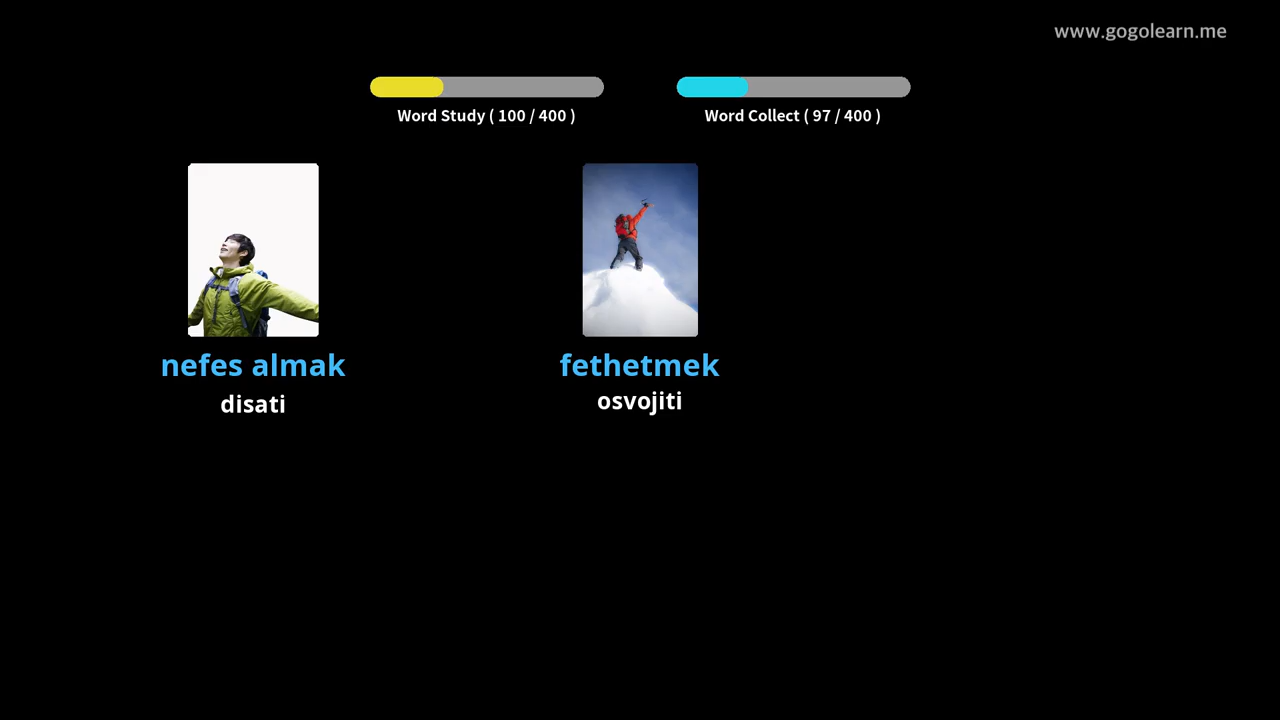 www.gogolearn.me
Word Study ( 100 / 400 )
Word Collect ( 97 / 400 )
nefes almak
disati
fethetmek
osvojiti